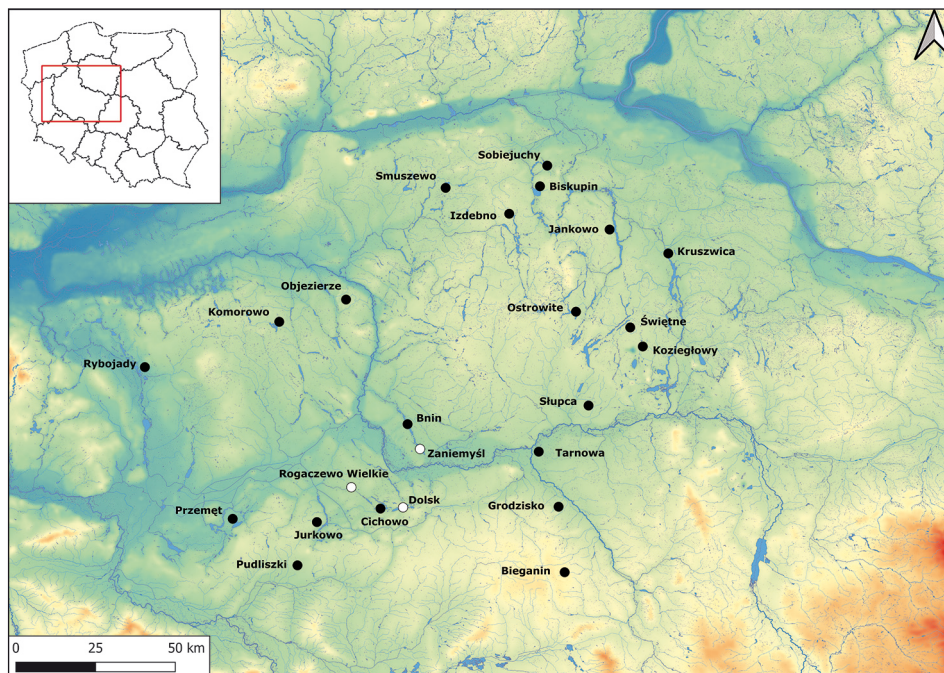 Sobiejuchy
Smuszewo
Biskupin
Izdebno
Jankowo
Kruszwica
Objezierze
Komorowo
Ostrowite
Świętne
Koziegłowy
Rybojady
Słupca
Bnin
Zaniemyśl
Tarnowa
Rogaczewo Wielkie
Dolsk
Przemęt
Grodzisko
Cichowo
Jurkowo
Pudliszki
Bieganin
0 25 50 km